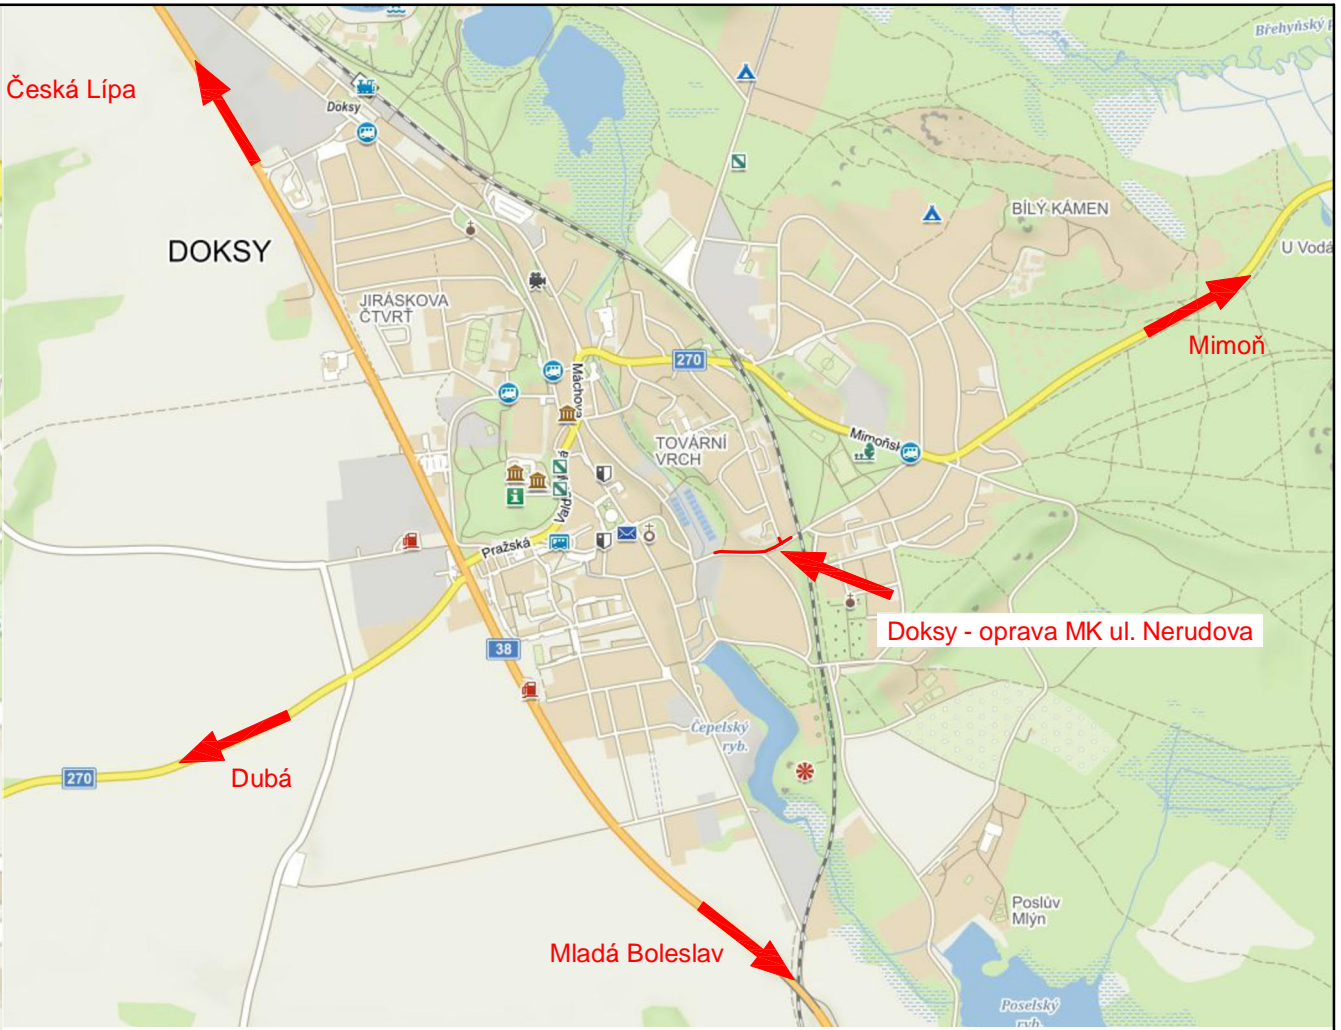 Břehyňský
Česká Lípa
Doksy
DOKSY
BÍLÝ KÁMEN
U Vodá
JIRÁSKOVA
ČTVRŤ
Mimoň
270
Máchova
TOVÁRNÍ
VRCH
Mimoňsk
Pražská
Doksy - oprava MK ul. Nerudova
38
Čepelský
ryb.
270
Dubá
Poslův
Mlýn
Mladá Boleslav
Poselský
ryb.